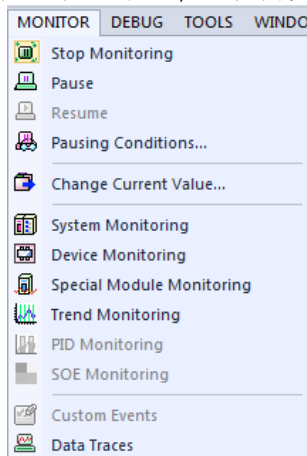 MONITOR DEBUG TOOLS WINDO
Stop Monitoring
Pause
Resume
Pausing Conditions...
Change Current Value...
System Monitoring
Device Monitoring
Special Module Monitoring
Trend Monitoring
PID Monitoring
SOE Monitoring
Custom Events
Data Traces